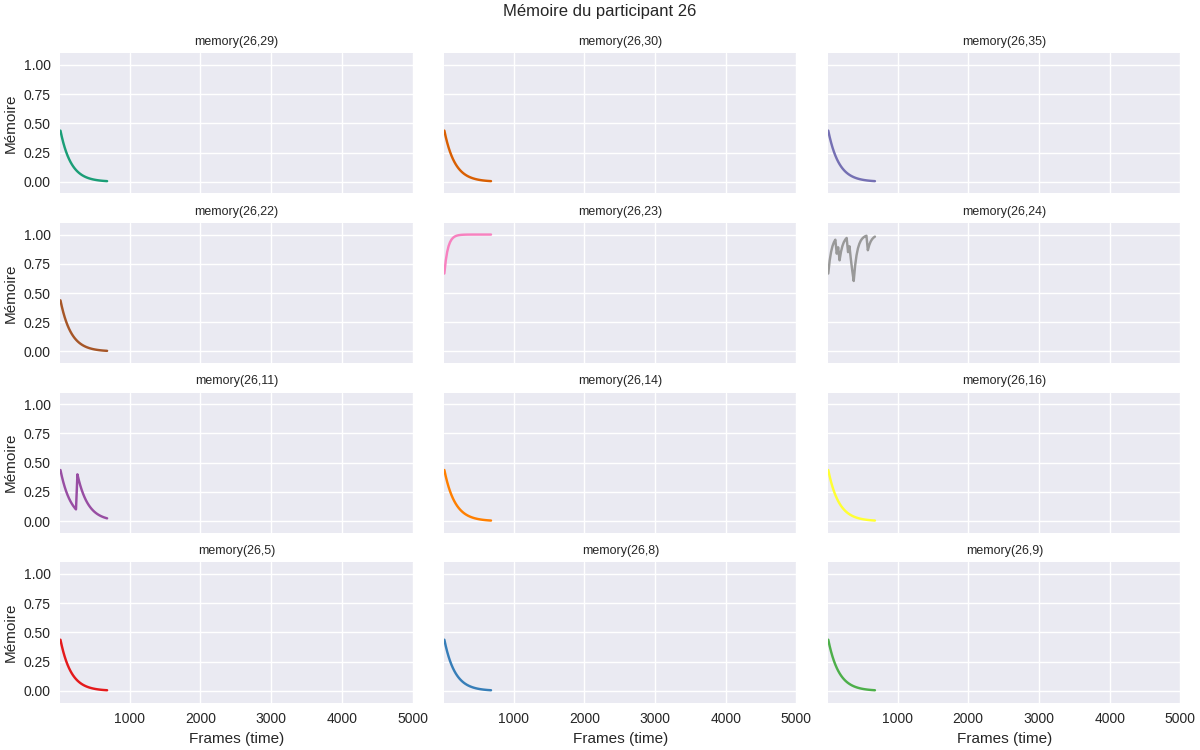 Mémoire du participant 26
memory(26,29) memory(26,30) memory(26,35)
Mémoire
1.00
0.75
0.50
0.25
0.00
memory(26,22) memory(26,23) memory(26,24)
Mémoire
1.00
0.75
0.50
0.25
0.00
memory(26,11) memory(26,14) memory(26,16)
Mémoire
1.00
0.75
0.50
0.25
0.00
memory(26,5) memory(26,8) memory(26,9)
Mémoire
1.00
0.75
0.50
0.25
0.00
1000 2000 3000 4000 5000 1000 2000 3000 4000 5000 1000 2000 3000 4000 5000
Frames (time) Frames (time) Frames (time)